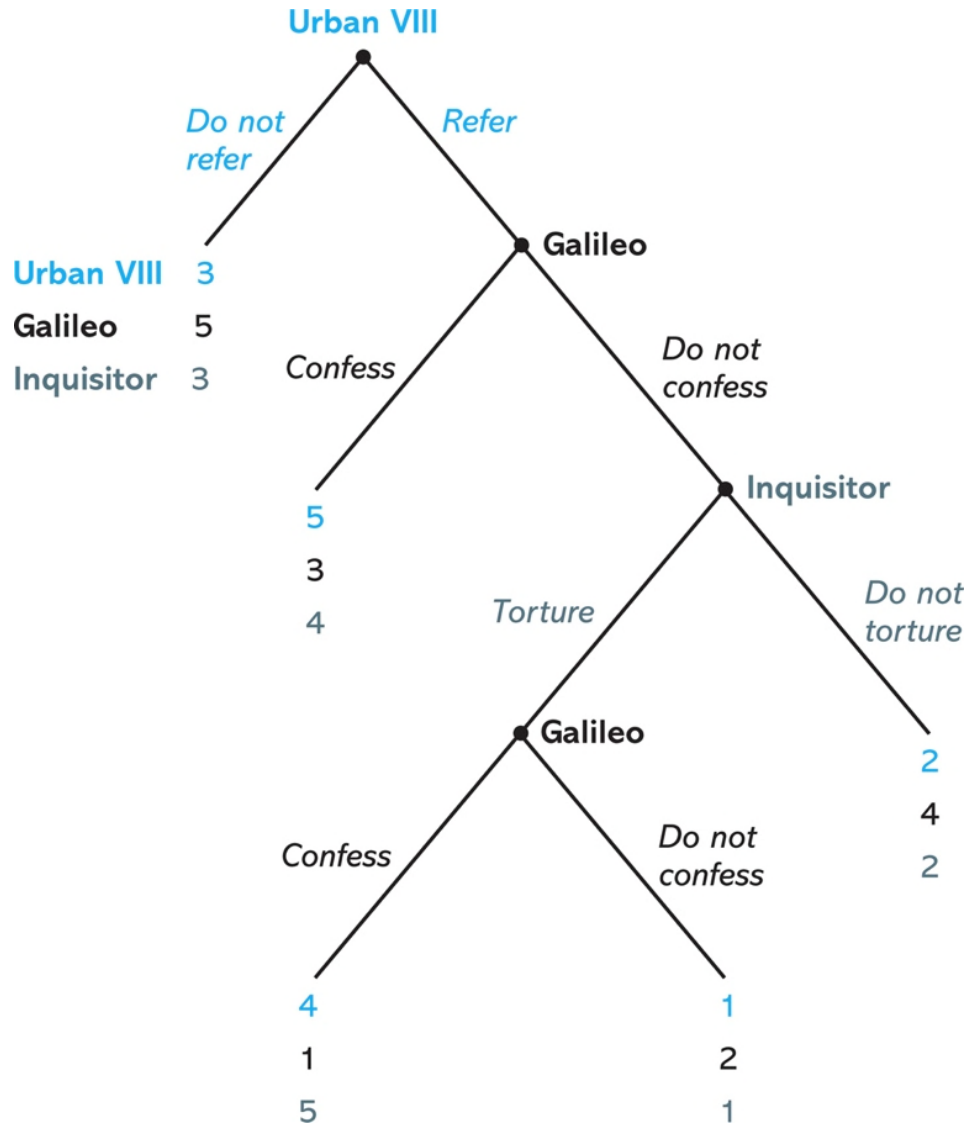 Urban VIII
Do not
refer
Refer
Galileo
Urban VIII 3
Galileo 5
Inquisitor 3
Confess
Do not
confess
5
3
4
Inquisitor
Torture
Do not
torture
Galileo
2
4
2
Confess
Do not
confess
4
1
5
1
2
1